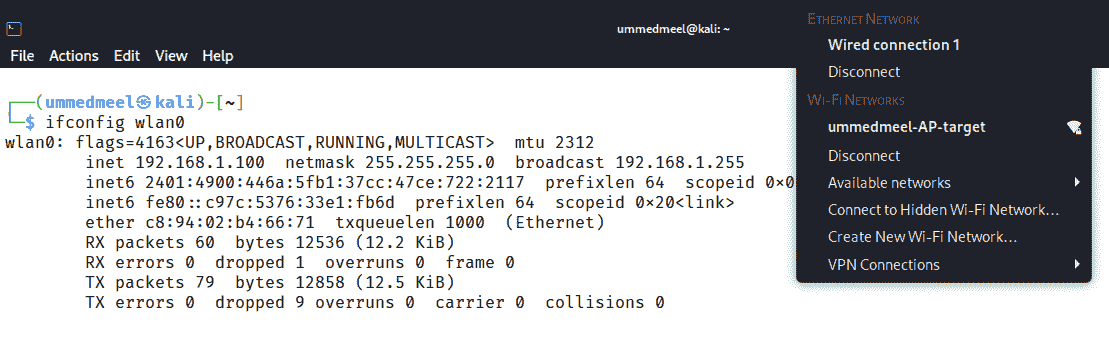 ummedmeel@kali: ~
File Actions Edit View Help
(ummedmeel㉿kali)-[~]
$ ifconfig wlan0
wlan0: flags=4163<UP,BROADCAST,RUNNING,MULTICAST> mtu 2312
inet 192.168.1.100 netmask 255.255.255.0 broadcast 192.168.1.255
inet6 2401:4900:446a:5fb1:37cc:47ce:722:2117 prefixlen 64 scopeid 0×0
inet6 fe80::c97c:5376:33e1:fb6d prefixlen 64 scopeid 0×20<link>
ether c8:94:02:b4:66:71 txqueuelen 1000 (Ethernet)
RX packets 60 bytes 12536 (12.2 KiB)
RX errors 0 dropped 1 overruns 0 frame 0
TX packets 79 bytes 12858 (12.5 KiB)
TX errors 0 dropped 9 overruns 0 carrier 0 collisions 0
Ethernet Network
Wired connection 1
Disconnect
Wi-Fi Networks
ummedmeel-AP-target
Disconnect
Available networks
Connect to Hidden Wi-Fi Network...
Create New Wi-Fi Network...
VPN Connections